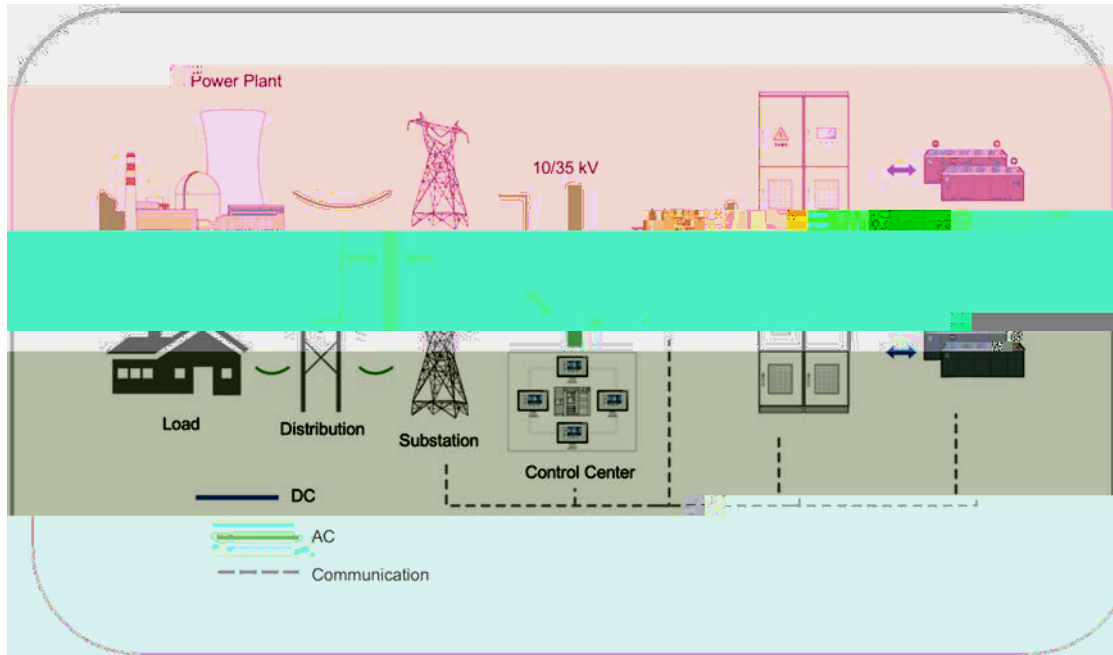 Power Plant
10/35 kV
Load
Distribution
Substation
Control Center
DC
AC
Communication